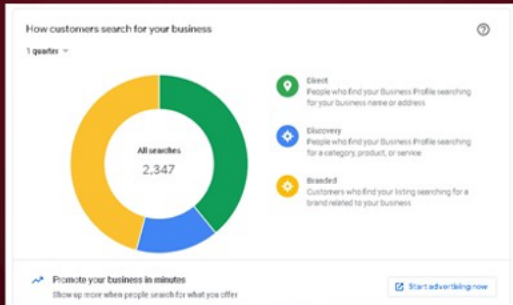 How customers search for your business
1 quarter
All searches
2,347
Direct
People who find your Business Profile searching
for your business name or address
Discovery
People who find your Business Profile searching
for a category, product, or service
Branded
Customers who find your listing searching for a
brand related to your business
Promote your business in minutes
Show up more when people search for what you offer
Start advertising now